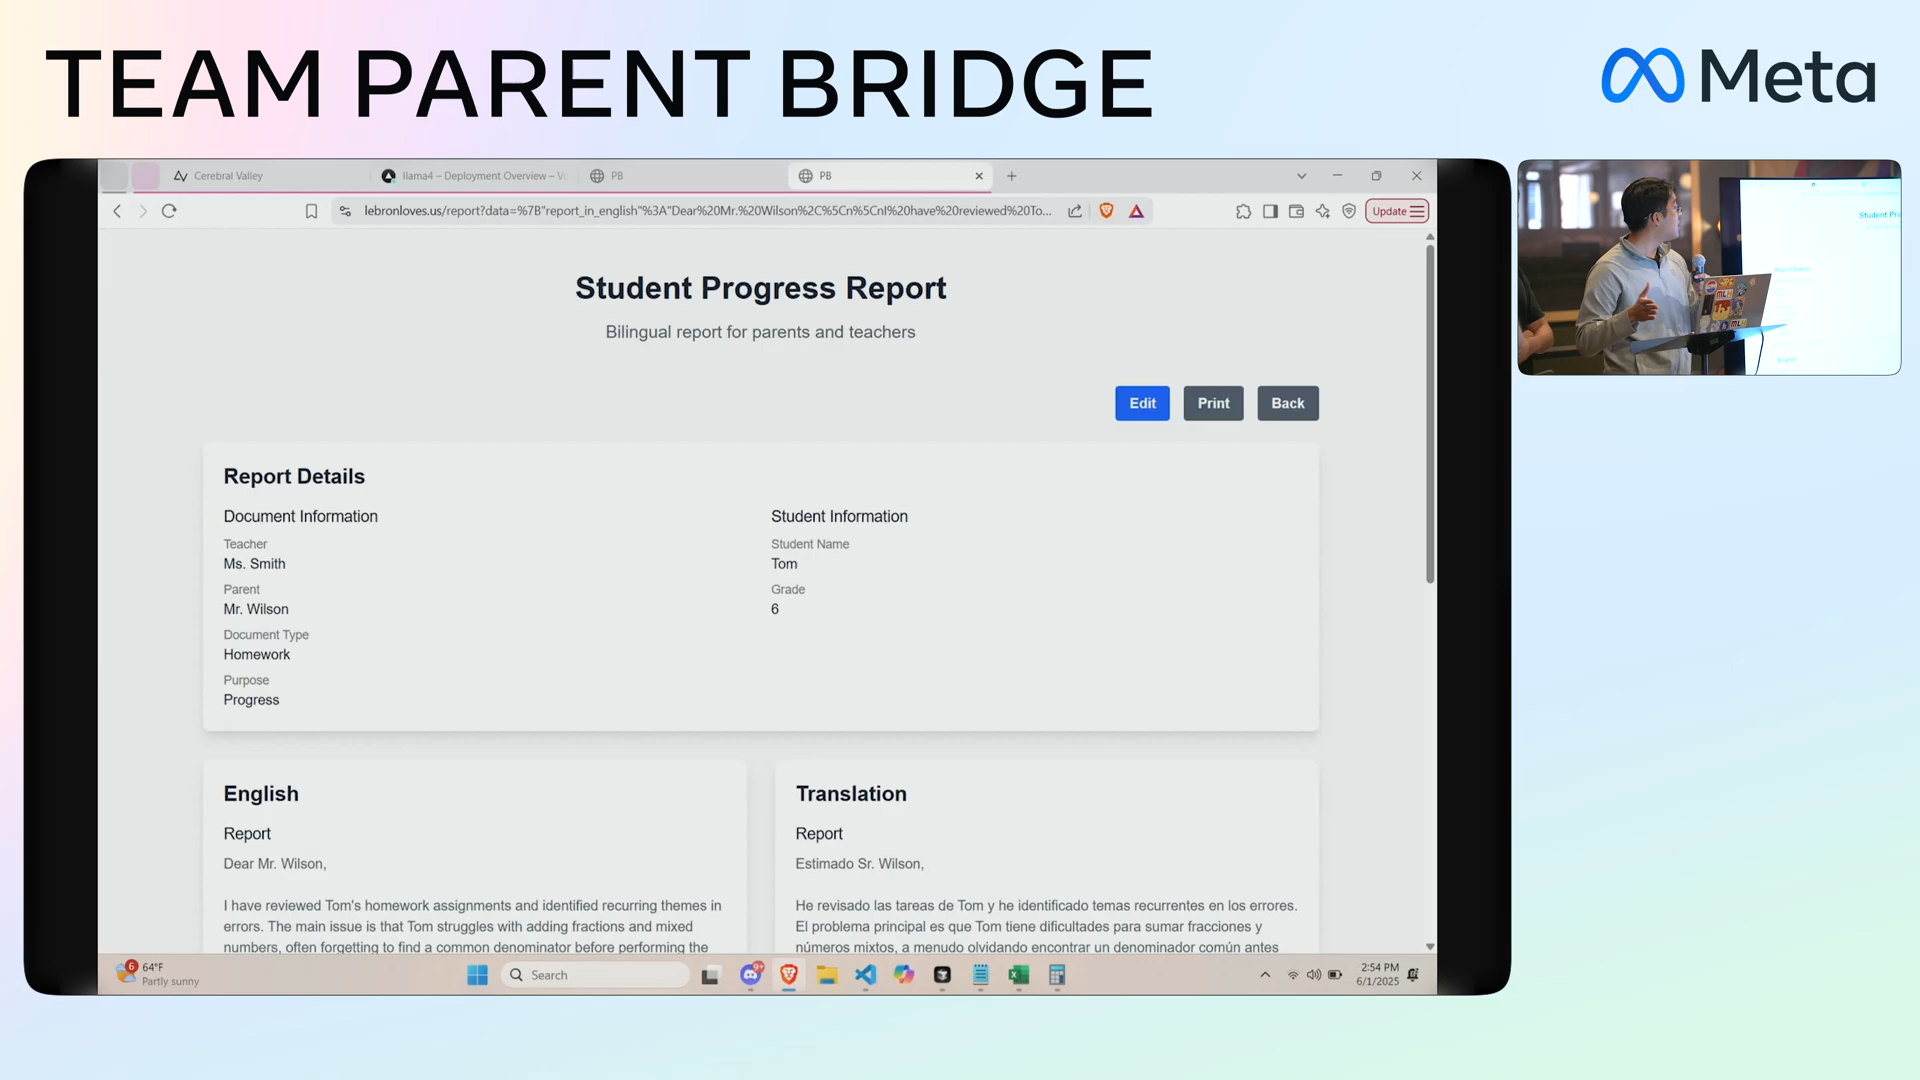 TEAM PARENT BRIDGE
Meta
Cerebral Valley
llama4 – Deployment Overview – V
PB
PB
lebronloves.us/report?data=%7B"report_in_english"%3A"Dear%20Mr.%20Wilson%2C%5Cn%5CnI%20have%20reviewed%20To...
Update
Student Progress Report
Bilingual report for parents and teachers
Edit
Print
Back
Report Details
Document Information
Teacher
Ms. Smith
Parent
Mr. Wilson
Document Type
Homework
Purpose
Progress
Student Information
Student Name
Tom
Grade
6
English
Report
Dear Mr. Wilson,
I have reviewed Tom's homework assignments and identified recurring themes in
errors. The main issue is that Tom struggles with adding fractions and mixed
numbers, often forgetting to find a common denominator before performing the
Translation
Report
Estimado Sr. Wilson,
He revisado las tareas de Tom y he identificado temas recurrentes en los errores.
El problema principal es que Tom tiene dificultades para sumar fracciones y
números mixtos, a menudo olvidando encontrar un denominador común antes
6
64°F
Partly sunny
Search
9+
2:54 PM
6/1/2025
Student Pro